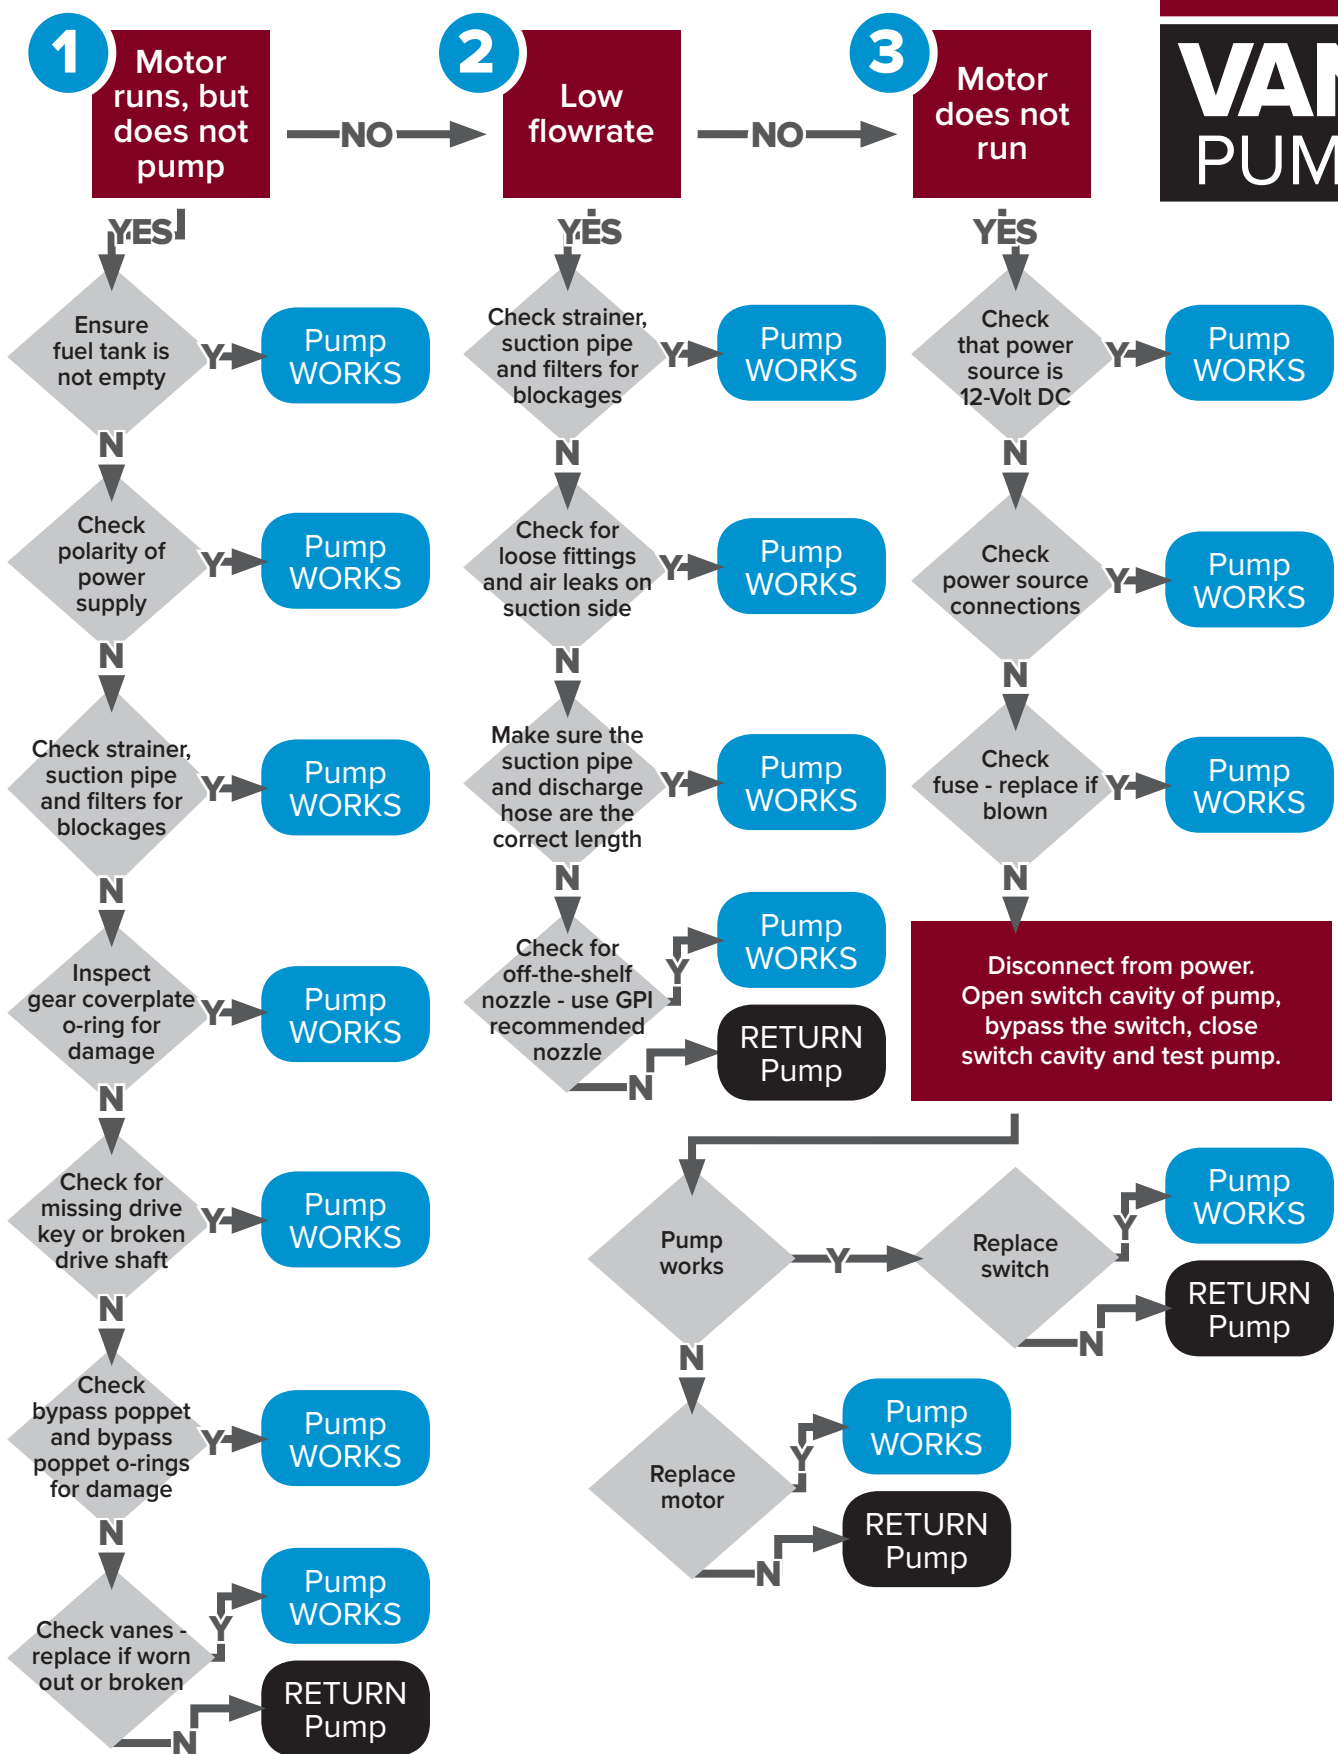 1
Motor
runs, but
does not
pump
NO
2
Low
flowrate
NO
3
Motor
does not
run
PUM
YES
Ensure
fuel tank is
not empty
Y
Pump
WORKS
N
Check
polarity of
power
supply
Y
Pump
WORKS
N
Check strainer,
suction pipe
and filters for
blockages
Y
Pump
WORKS
N
Inspect
gear coverplate
o-ring for
damage
Y
Pump
WORKS
N
Check for
missing drive
key or broken
drive shaft
Y
Pump
WORKS
N
Check
bypass poppet
and bypass
poppet o-rings
for damage
Y
Pump
WORKS
N
Check vanes -
replace if worn
out or broken
Y
Pump
WORKS
N
RETURN
Pump
YES
Check strainer,
suction pipe
and filters for
blockages
Y
Pump
WORKS
N
Check for
loose fittings
and air leaks on
suction side
Y
Pump
WORKS
N
Make sure the
suction pipe
and discharge
hose are the
correct length
Y
Pump
WORKS
N
Check for
off-the-shelf
nozzle - use GPI
recommended
nozzle
Y
Pump
WORKS
N
RETURN
Pump
YES
Check
that power
source is
12-Volt DC
Y
Pump
WORKS
N
Check
power source
connections
Y
Pump
WORKS
N
Check
fuse - replace if
blown
Y
Pump
WORKS
N
Disconnect from power.
Open switch cavity of pump,
bypass the switch, close
switch cavity and test pump.
Pump
works
Y
Replace
switch
Y
Pump
WORKS
N
RETURN
Pump
N
Replace
motor
Y
Pump
WORKS
N
RETURN
Pump